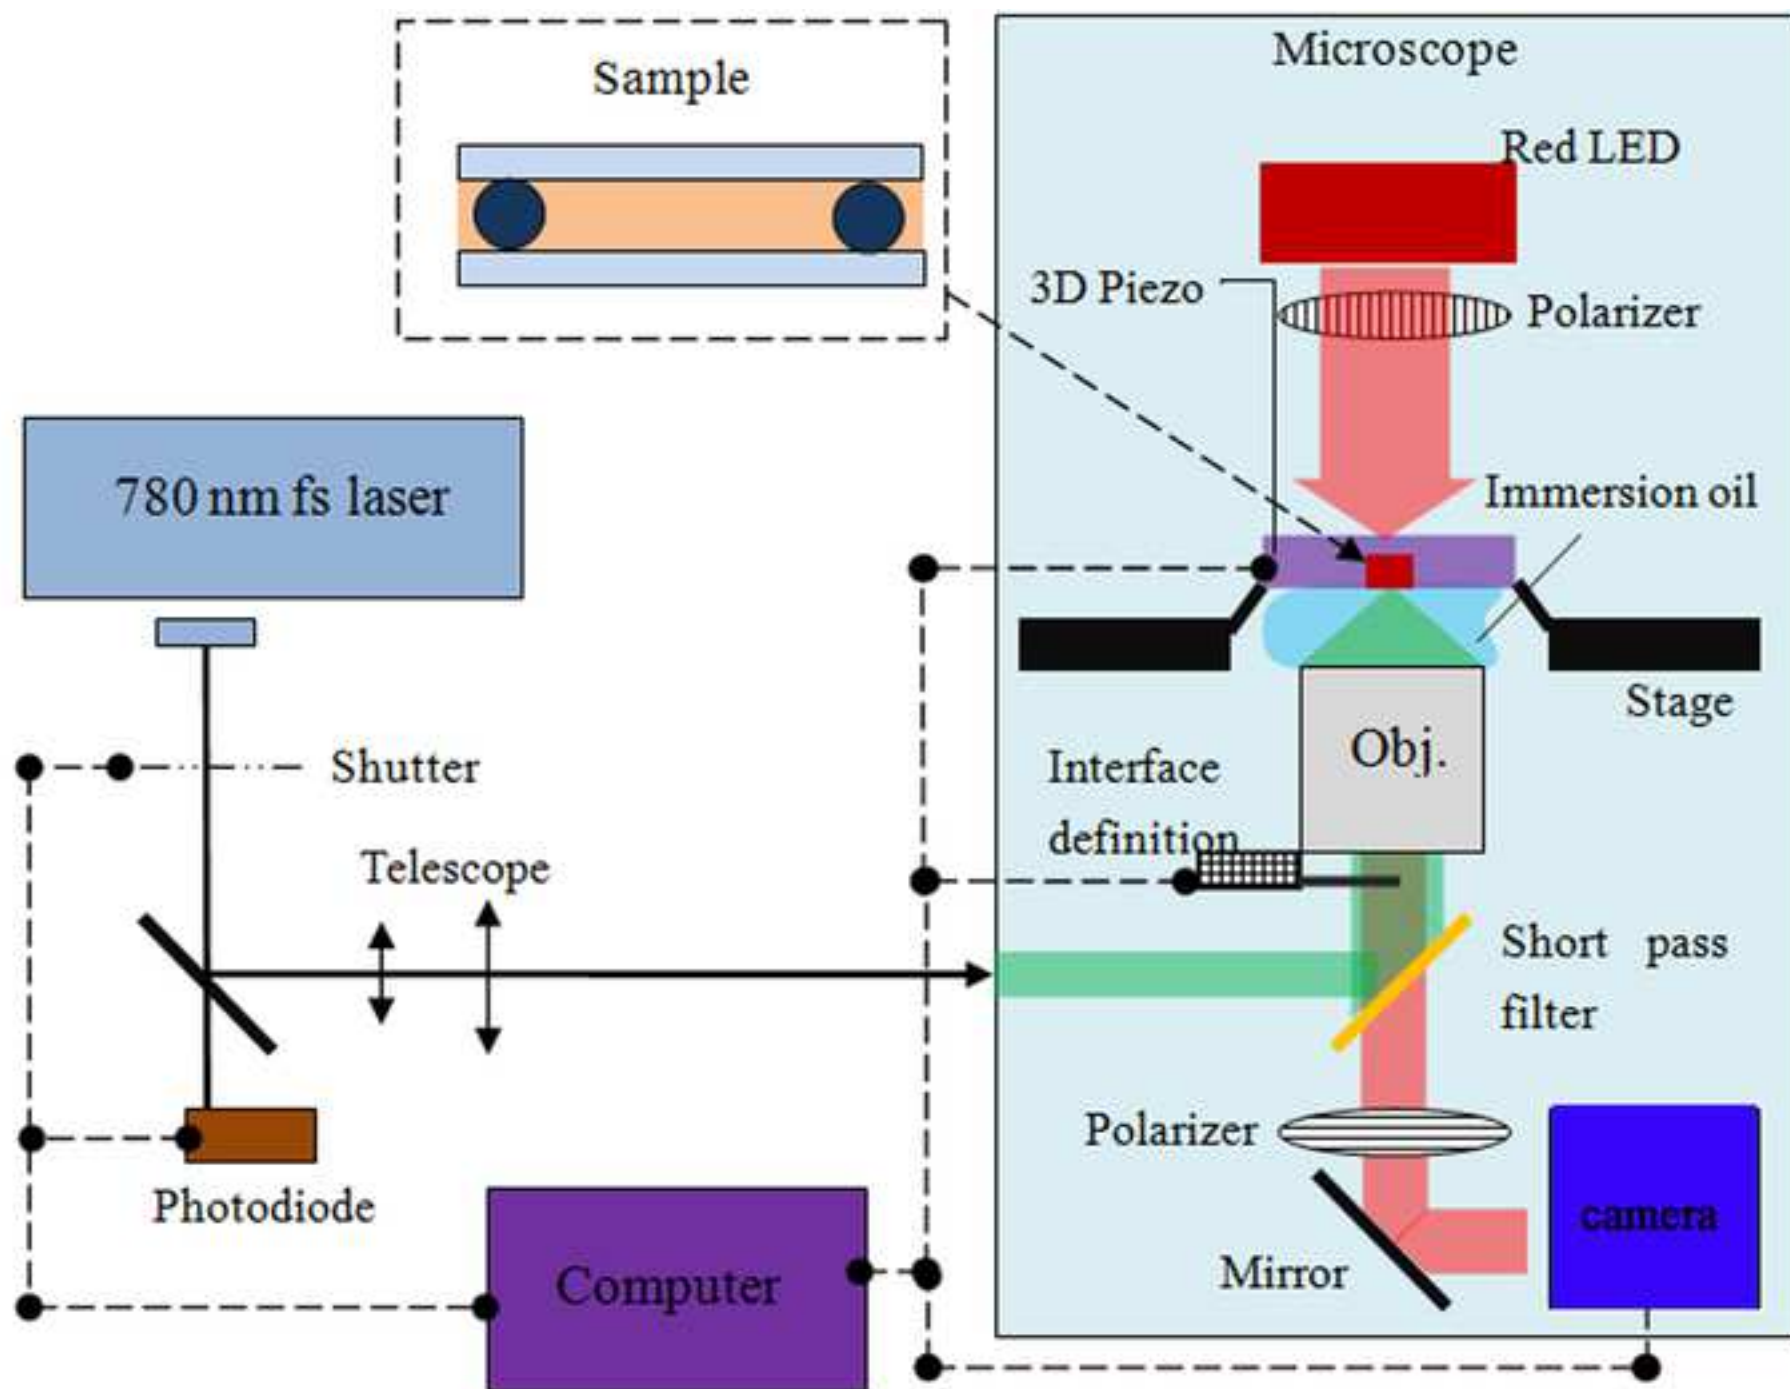 Microscope
Sample
Red LED
3D Piezo
Polarizer
780 nm fs laser
Immersion oil
Stage
Shutter
Obj.
Interface
definition
Telescope
Short pass
filter
Polarizer
Photodiode
camera
Mirror
Computer